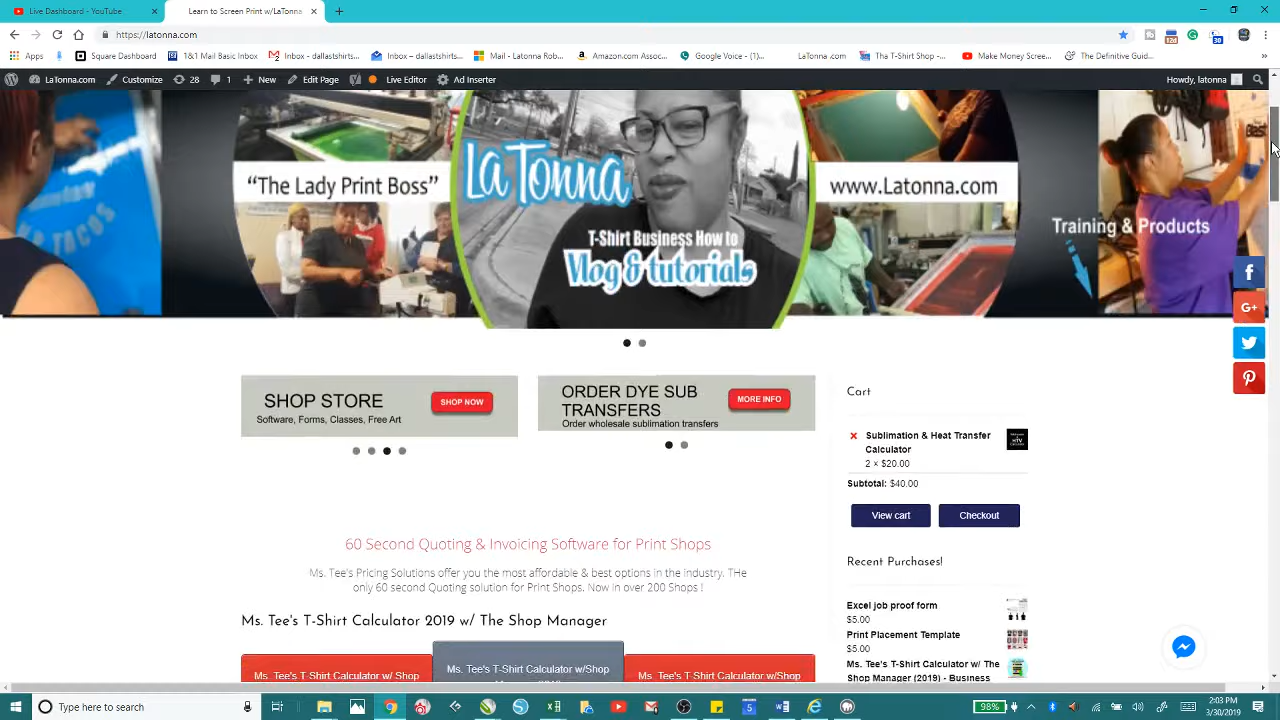 Live Dashboard - YouTube
Learn to Screen Print w/LaTonna
https://latonna.com
Apps
Square Dashboard
1&1 Mail Basic Inbox
Inbox - dallastshirts...
Inbox – dallastshirts...
Mail - Latonna Rob...
Amazon.com Assoc...
Google Voice - (1)...
LaTonna.com
Tha T-Shirt Shop -...
Make Money Scree...
The Definitive Guid...
LaTonna.com
Customize
28
1
New
Edit Page
Live Editor
Ad Inserter
Howdy, latonna
"The Lady Print Boss"
La Tonna
www.Latonna.com
T-Shirt Business How to
Vlog & tutorials
Training & Products
SHOP STORE
SHOP NOW
Software, Forms, Classes, Free Art
ORDER DYE SUB
TRANSFERS
MORE INFO
Order wholesale sublimation transfers
Cart
Sublimation & Heat Transfer
Calculator
2 × $20.00
Subtotal: $40.00
View cart
Checkout
60 Second Quoting & Invoicing Software for Print Shops
Ms. Tee's Pricing Solutions offer you the most affordable & best options in the industry. THe
only 60 second Quoting solution for Print Shops. Now in over 200 Shops !
Ms. Tee's T-Shirt Calculator 2019 w/ The Shop Manager
Ms. Tee's T-Shirt Calculator w/ Shop
Ms. Tee's T-Shirt Calculator w/Shop
Ms. Tee's T-Shirt Calculator w/Shop
Recent Purchases!
Excel job proof form
$5.00
Print Placement Template
$5.00
Ms. Tee's T-Shirt Calculator w/ The
Shop Manager (2019) - Business
Type here to search
98%
2:03 PM
3/30/2019